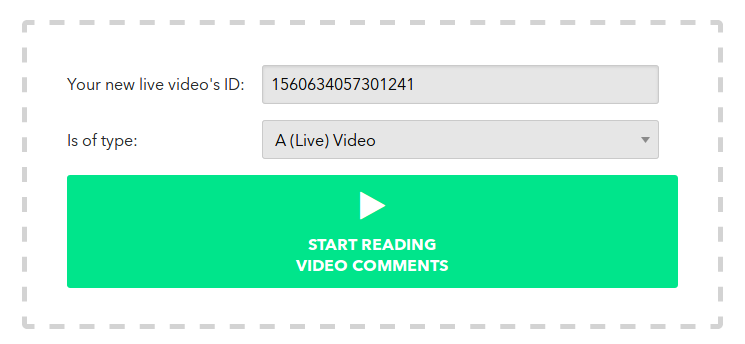 Your new live video's ID: 1560634057301241
Is of type: A (Live) Video
START READING
VIDEO COMMENTS